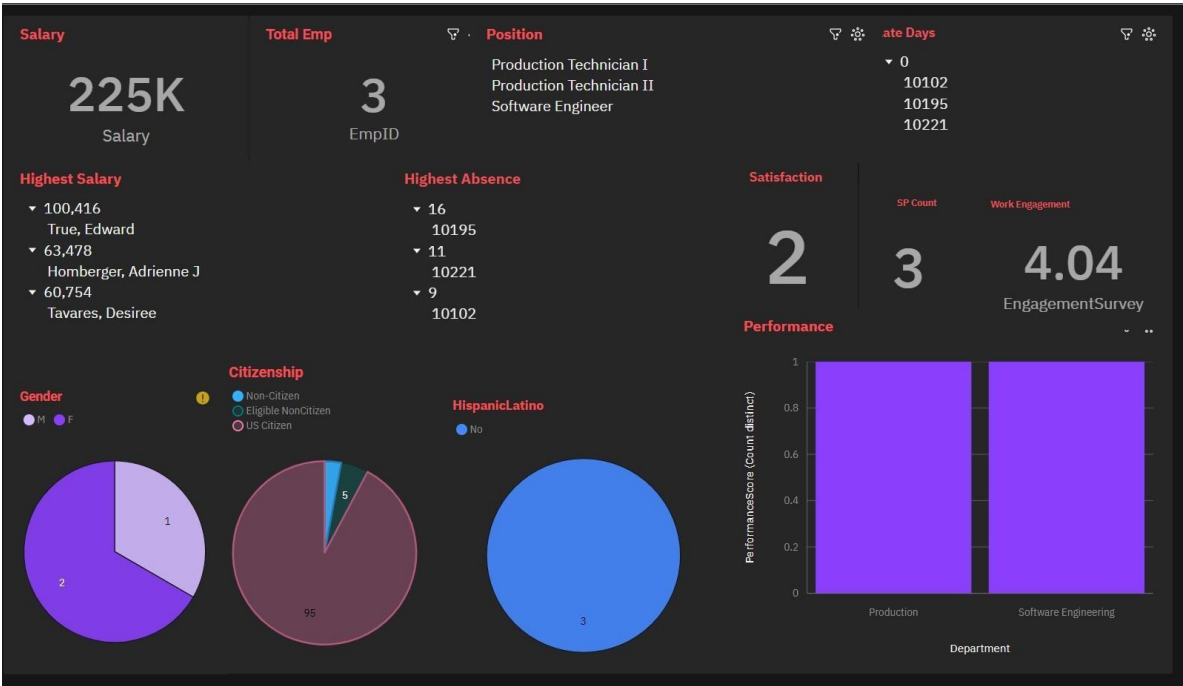 Salary
225K
Salary
Total Emp
3
EmpID
Position
Production Technician I
Production Technician II
Software Engineer
ate Days
0
10102
10195
10221
Highest Salary
100,416
True, Edward
63,478
Homberger, Adrienne J
60,754
Tavares, Desiree
Highest Absence
16
10195
11
10221
9
10102
Satisfaction
2
SP Count
3
Work Engagement
4.04
EngagementSurvey
Gender
M F
1
2
Citizenship
Non-Citizen
Eligible NonCitizen
US Citizen
5
95
HispanicLatino
No
3
Performance
PerformanceScore (Count distinct)
1
0.8
0.6
0.4
0.2
0
Production Software Engineering
Department